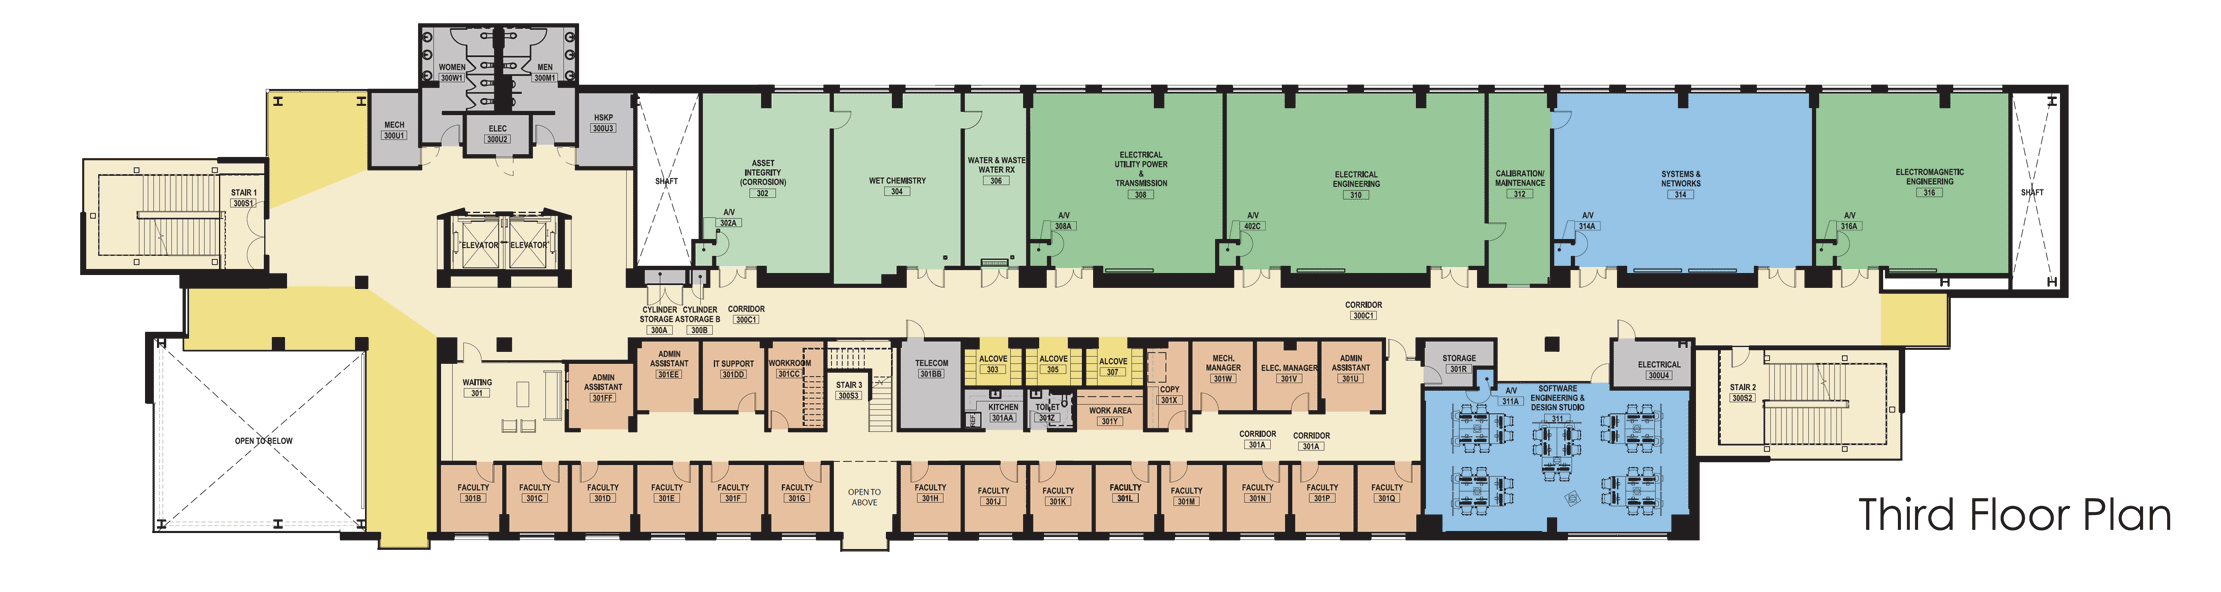 WOMEN
300W1
MEN
300M1
MECH
300U1
ELEC
300U2
HSKP
300U3
STAIR 1
300S1
ELEVATOR
ELEVATOR
SHAFT
ASSET
INTEGRITY
(CORROSION)
302
A/V
302A
WET CHEMISTRY
304
WATER & WASTE
WATER RX
306
ELECTRICAL
UTILITY POWER
&
TRANSMISSION
308
A/V
308A
ELECTRICAL
ENGINEERING
310
A/V
402C
CALIBRATION/
MAINTENANCE
312
SYSTEMS &
NETWORKS
314
A/V
314A
ELECTROMAGNETIC
ENGINEERING
316
A/V
316A
SHAFT
CYLINDER
STORAGE A
300A
CYLINDER
STORAGE B
300B
CORRIDOR
300C1
CORRIDOR
300C1
OPEN TO BELOW
WAITING
301
ADMIN
ASSISTANT
301FF
ADMIN
ASSISTANT
301EE
IT SUPPORT
301DD
WORKROOM
301CC
STAIR 3
300S3
TELECOM
301BB
ALCOVE
303
ALCOVE
305
ALCOVE
307
KITCHEN
301AA
REF.
TOILET
301Z
WORK AREA
301Y
COPY
301X
MECH.
MANAGER
301W
ELEC. MANAGER
301V
ADMIN
ASSISTANT
301U
STORAGE
301R
A/V
311A
SOFTWARE
ENGINEERING &
DESIGN STUDIO
311
ELECTRICAL
300U4
STAIR 2
300S2
CORRIDOR
301A
CORRIDOR
301A
FACULTY
301B
FACULTY
301C
FACULTY
301D
FACULTY
301E
FACULTY
301F
FACULTY
301G
OPEN TO
ABOVE
FACULTY
301H
FACULTY
301J
FACULTY
301K
FACULTY
301L
FACULTY
301M
FACULTY
301N
FACULTY
301P
FACULTY
301Q
Third Floor Plan